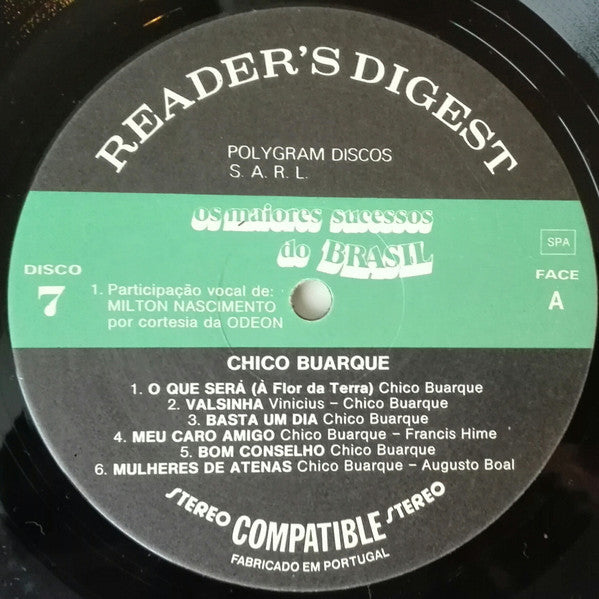 READER'S DIGEST
POLYGRAM DISCOS
S. A. R. L.
os maiores sucessos
do BRASIL
SPA
DISCO
7
FACE
A
1. Participação vocal de:
MILTON NASCIMENTO
por cortesia da ODEON
CHICO BUARQUE
1. O QUE SERÁ (À Flor da Terra) Chico Buarque
2. VALSINHA Vinicius – Chico Buarque
3. BASTA UM DIA Chico Buarque
4. MEU CARO AMIGO Chico Buarque – Francis Hime
5. BOM CONSELHO Chico Buarque
6. MULHERES DE ATENAS Chico Buarque – Augusto Boal
STEREO COMPATIBLE STEREO
FABRICADO EM PORTUGAL